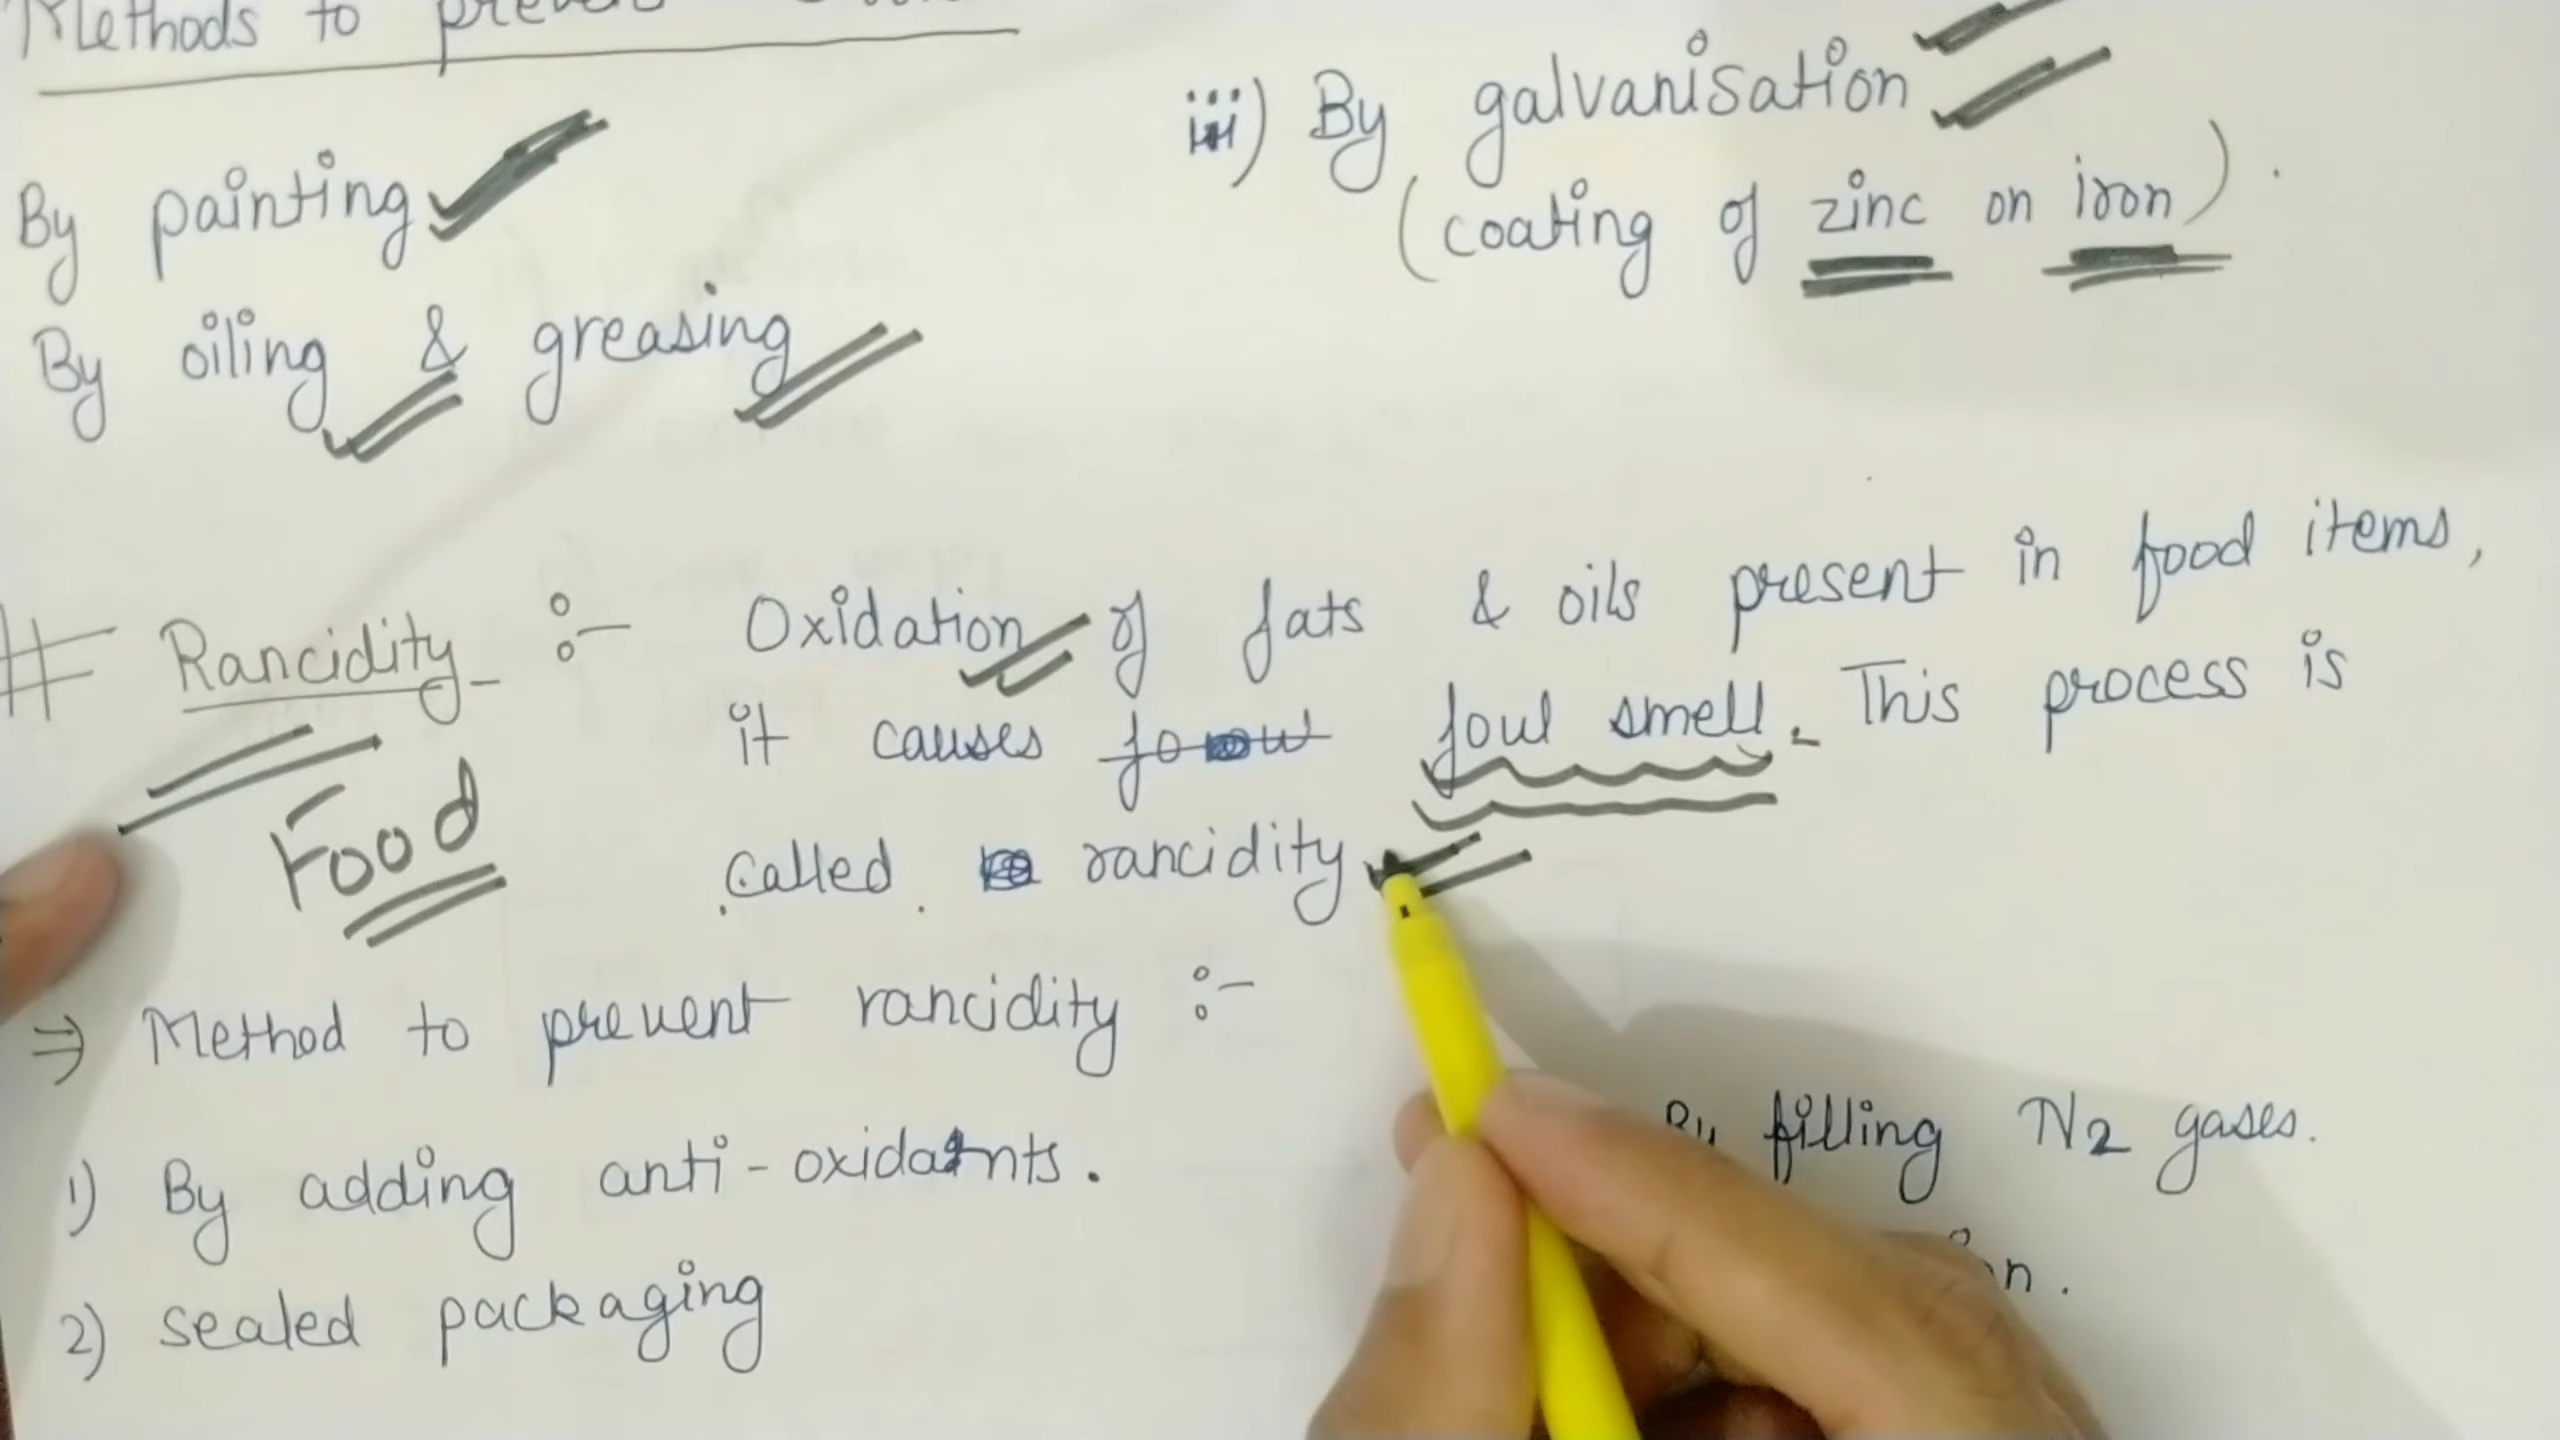 Methods to
By painting
By oiling & greasing
iii) By galvanisation
(coating of zinc on iron).
# Rancidity :- Oxidation of fats & oils present in food items,
it causes foul smell. This process is
called rancidity
Food
⇒ Method to prevent rancidity :-
1) By adding anti-oxidants.
2) sealed packaging
By filling N2 gases.